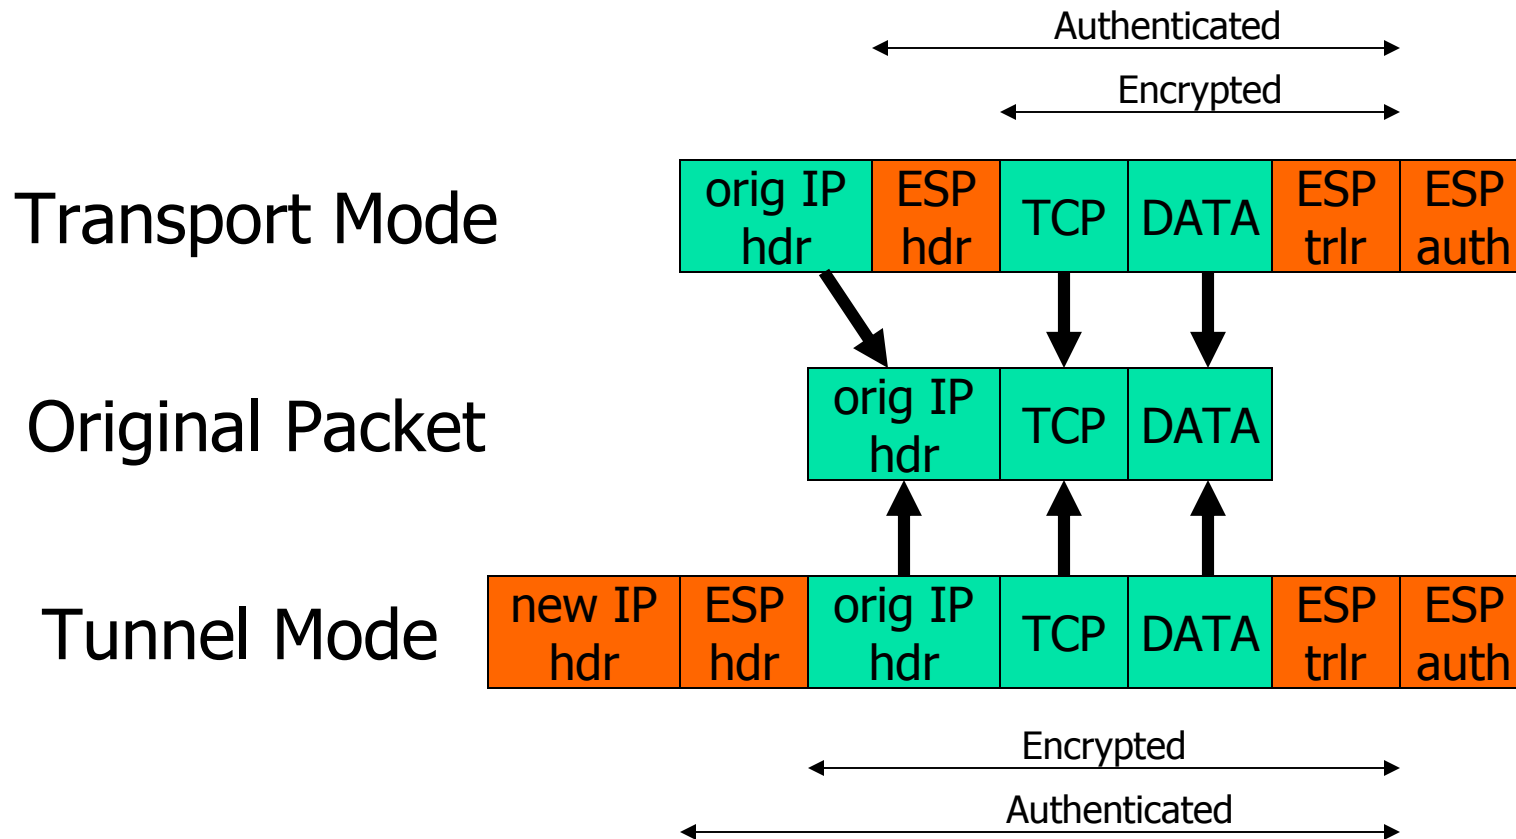 Authenticated
Encrypted
Transport Mode
orig IP hdr
ESP hdr
TCP
DATA
ESP trlr
ESP auth
Original Packet
orig IP hdr
TCP
DATA
Tunnel Mode
new IP hdr
ESP hdr
orig IP hdr
TCP
DATA
ESP trlr
ESP auth
Encrypted
Authenticated